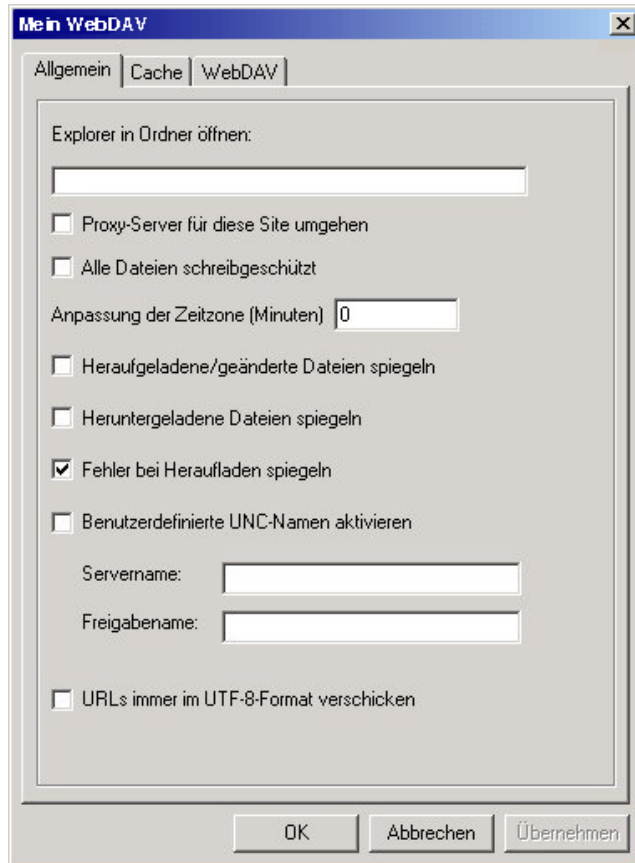 Mein WebDAV
Allgemein Cache WebDAV
Explorer in Ordner öffnen:
Proxy-Server für diese Site umgehen
Alle Dateien schreibgeschützt
Anpassung der Zeitzone (Minuten) 0
Heraufgeladene/geänderte Dateien spiegeln
Heruntergeladene Dateien spiegeln
Fehler bei Heraufladen spiegeln
Benutzerdefinierte UNC-Namen aktivieren
Servername:
Freigabename:
URLs immer im UTF-8-Format verschicken
OK Abbrechen Übernehmen